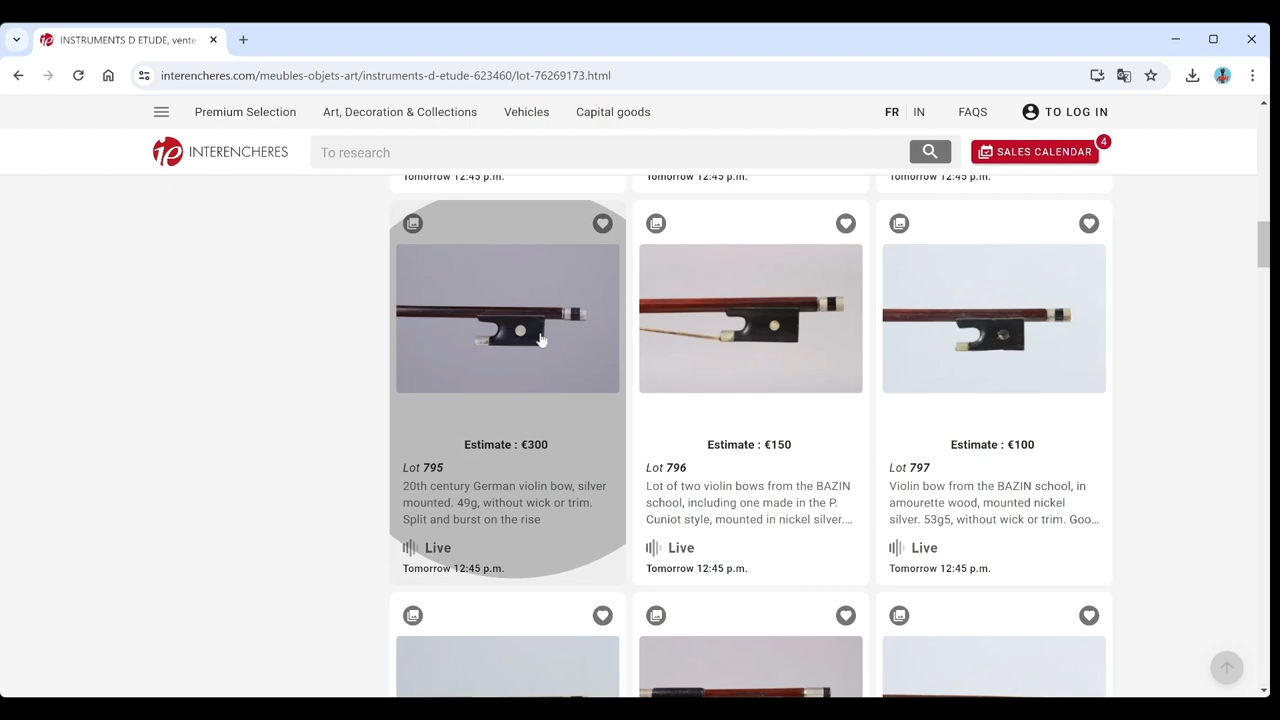 INSTRUMENTS D ETUDE, vente
interencheres.com/meubles-objets-art/instruments-d-etude-623460/lot-76269173.html
Premium Selection Art, Decoration & Collections Vehicles Capital goods FR IN FAQS TO LOG IN
INTERENCHERES To research SALES CALENDAR 4
Tomorrow 12:45 p.m. Tomorrow 12:45 p.m. Tomorrow 12:45 p.m.
Estimate : €300
Lot 795
20th century German violin bow, silver
mounted. 49g, without wick or trim.
Split and burst on the rise
Live
Tomorrow 12:45 p.m.
Estimate : €150
Lot 796
Lot of two violin bows from the BAZIN
school, including one made in the P.
Cuniot style, mounted in nickel silver....
Live
Tomorrow 12:45 p.m.
Estimate : €100
Lot 797
Violin bow from the BAZIN school, in
amourette wood, mounted nickel
silver. 53g5, without wick or trim. Goo...
Live
Tomorrow 12:45 p.m.